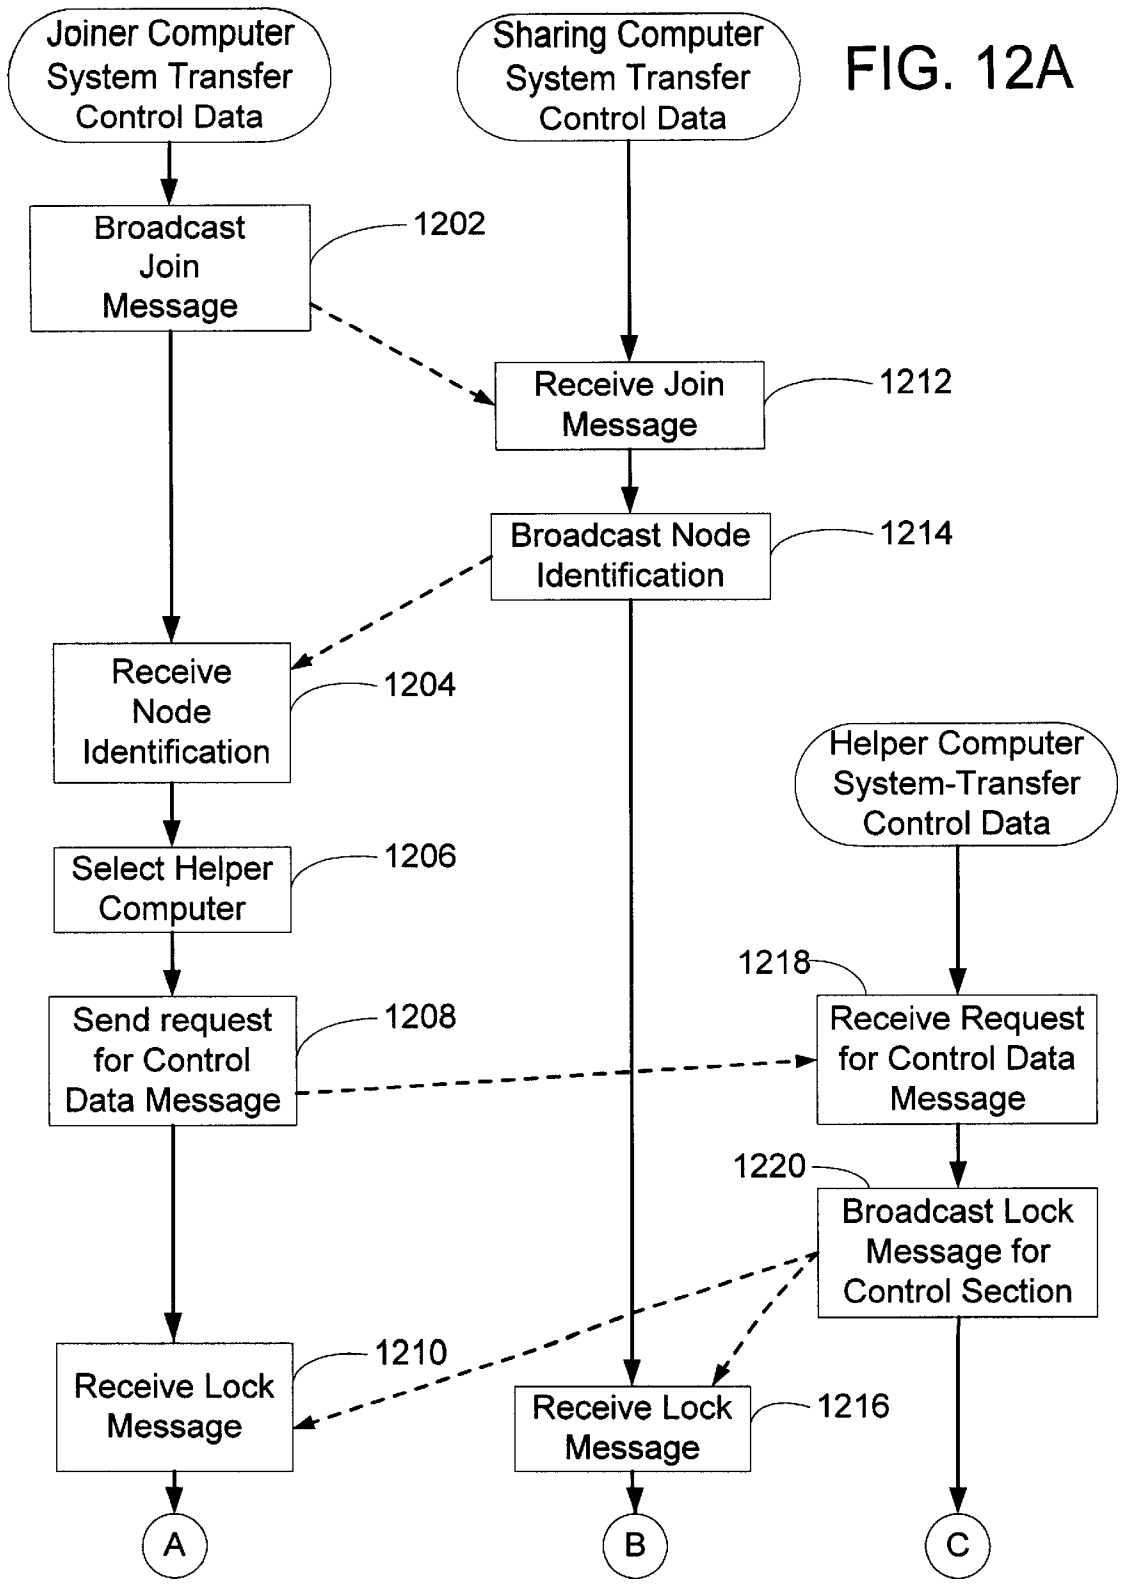 Joiner Computer
System Transfer
Control Data
Sharing Computer
System Transfer
Control Data
FIG. 12A
Broadcast
Join
Message
1202
Receive Join
Message
1212
Broadcast Node
Identification
1214
Receive
Node
Identification
1204
Helper Computer
System-Transfer
Control Data
Select Helper
Computer
1206
Send request
for Control
Data Message
1208
1218
Receive Request
for Control Data
Message
1220
Broadcast Lock
Message for
Control Section
Receive Lock
Message
1210
Receive Lock
Message
1216
A
B
C